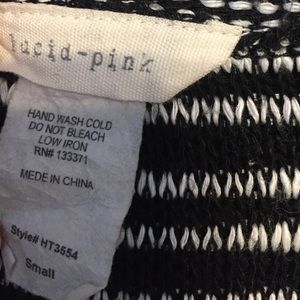 lucid-pink
HAND WASH COLD
DO NOT BLEACH
LOW IRON
RN# 133371
MADE IN CHINA
Style# HT3554
Small